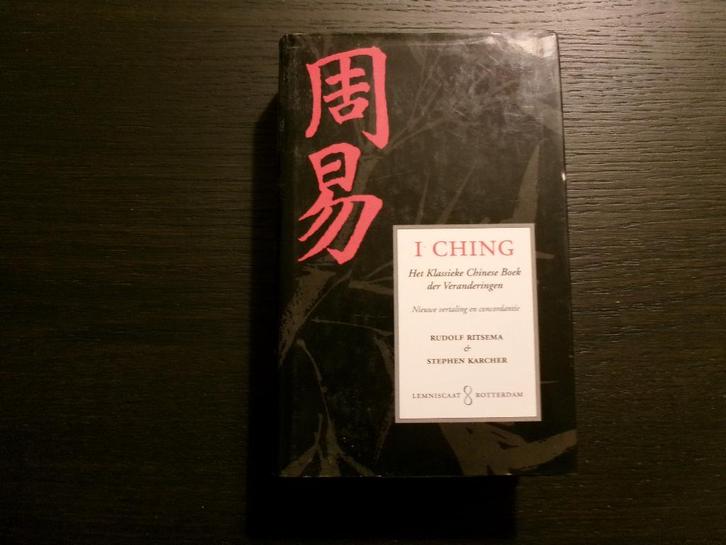 周
易
I CHING
Het Klassieke Chinese Boek
der Veranderingen
Nieuwe vertaling en concordantie
RUDOLF RITSEMA
&
STEPHEN KARCHER
LEMNISCAAT ROTTERDAM